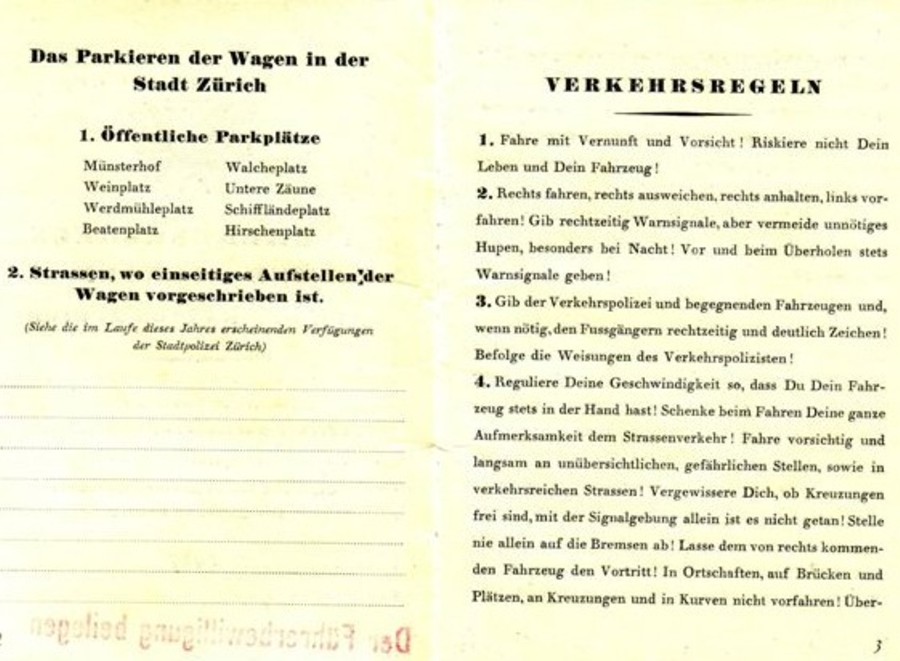 Das Parkieren der Wagen in der
Stadt Zürich
1. Öffentliche Parkplätze
Münsterhof Walcheplatz
Weinplatz Untere Zäune
Werdmühleplatz Schiffländeplatz
Beatenplatz Hirschenplatz
2. Strassen, wo einseitiges Aufstellen der
Wagen vorgeschrieben ist.
(Siehe die im Laufe dieses Jahres erscheinenden Verfügungen
der Stadtpolizei Zürich)
Der Führerbewilligung beilegen
VERKEHRSREGELN
1. Fahre mit Vernunft und Vorsicht! Riskiere nicht Dein
Leben und Dein Fahrzeug!
2. Rechts fahren, rechts ausweichen, rechts anhalten, links vor-
fahren! Gib rechtzeitig Warnsignale, aber vermeide unnötiges
Hupen, besonders bei Nacht! Vor und beim Überholen stets
Warnsignale geben!
3. Gib der Verkehrspolizei und begegnenden Fahrzeugen und,
wenn nötig, den Fussgängern rechtzeitig und deutlich Zeichen!
Befolge die Weisungen des Verkehrspolizisten!
4. Reguliere Deine Geschwindigkeit so, dass Du Dein Fahr-
zeug stets in der Hand hast! Schenke beim Fahren Deine ganze
Aufmerksamkeit dem Strassenverkehr! Fahre vorsichtig und
langsam an unübersichtlichen, gefährlichen Stellen, sowie in
verkehrsreichen Strassen! Vergewissere Dich, ob Kreuzungen
frei sind, mit der Signalgebung allein ist es nicht getan! Stelle
nie allein auf die Bremsen ab! Lasse dem von rechts kommen-
den Fahrzeug den Vortritt! In Ortschaften, auf Brücken und
Plätzen, an Kreuzungen und in Kurven nicht vorfahren! Über-
3